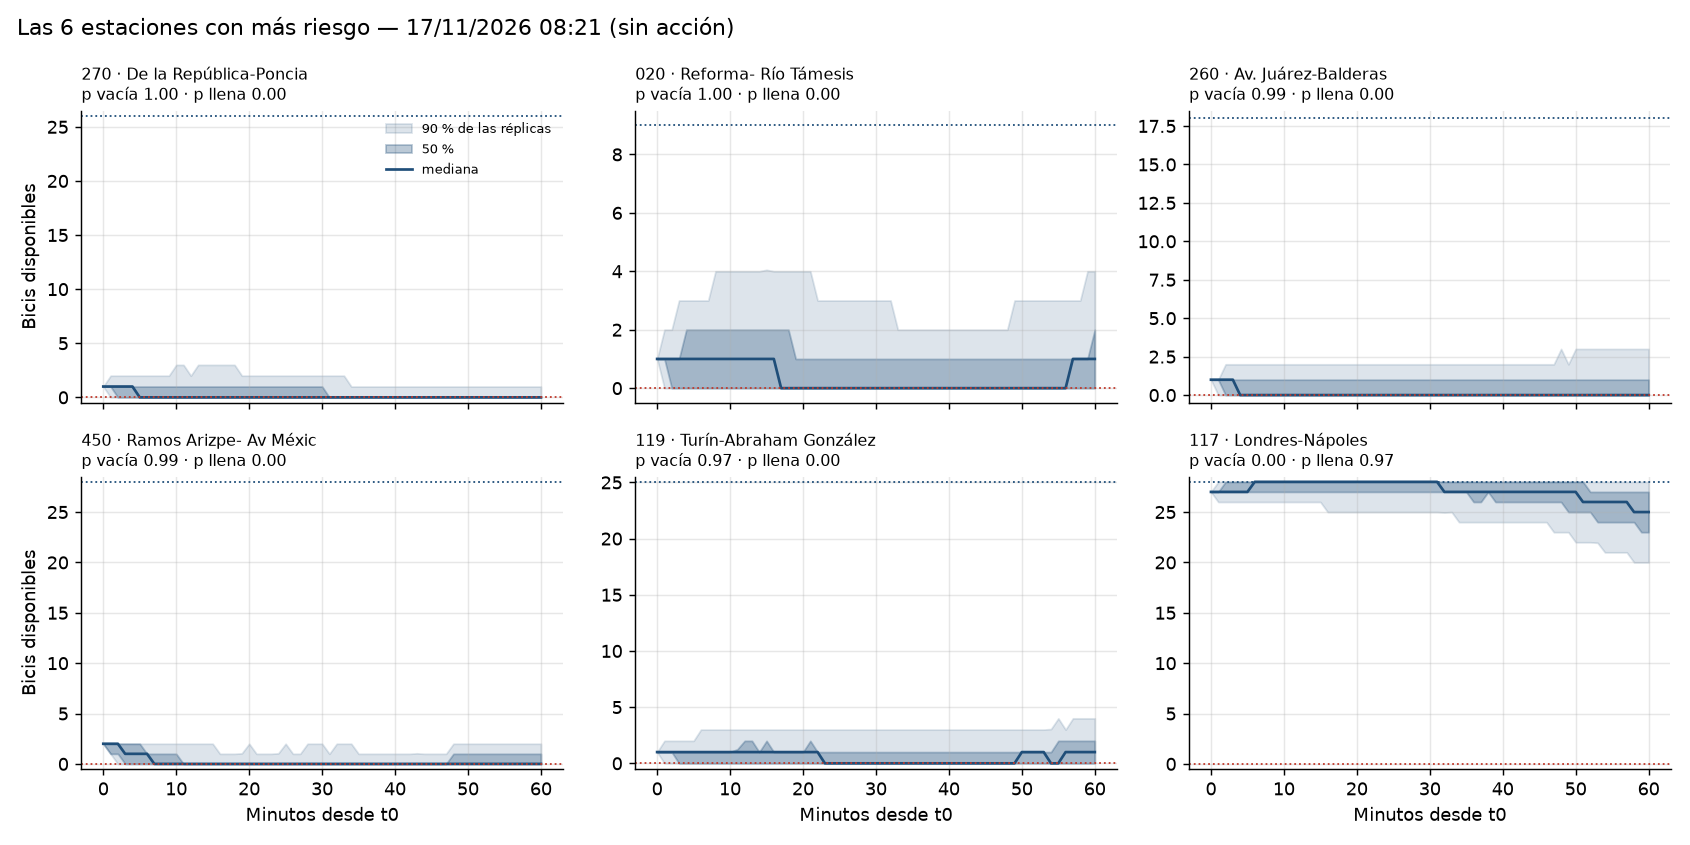 Las 6 estaciones con más riesgo — 17/11/2026 08:21 (sin acción)
270 · De la República-Poncia
p vacía 1.00 · p llena 0.00
25
20
15
10
5
0
Bicis disponibles
90 % de las réplicas
50 %
mediana
020 · Reforma- Río Támesis
p vacía 1.00 · p llena 0.00
8
6
4
2
0
260 · Av. Juárez-Balderas
p vacía 0.99 · p llena 0.00
17.5
15.0
12.5
10.0
7.5
5.0
2.5
0.0
450 · Ramos Arizpe- Av Méxic
p vacía 0.99 · p llena 0.00
25
20
15
10
5
0
Bicis disponibles
0 10 20 30 40 50 60
Minutos desde t0
119 · Turín-Abraham González
p vacía 0.97 · p llena 0.00
25
20
15
10
5
0
0 10 20 30 40 50 60
Minutos desde t0
117 · Londres-Nápoles
p vacía 0.00 · p llena 0.97
25
20
15
10
5
0
0 10 20 30 40 50 60
Minutos desde t0